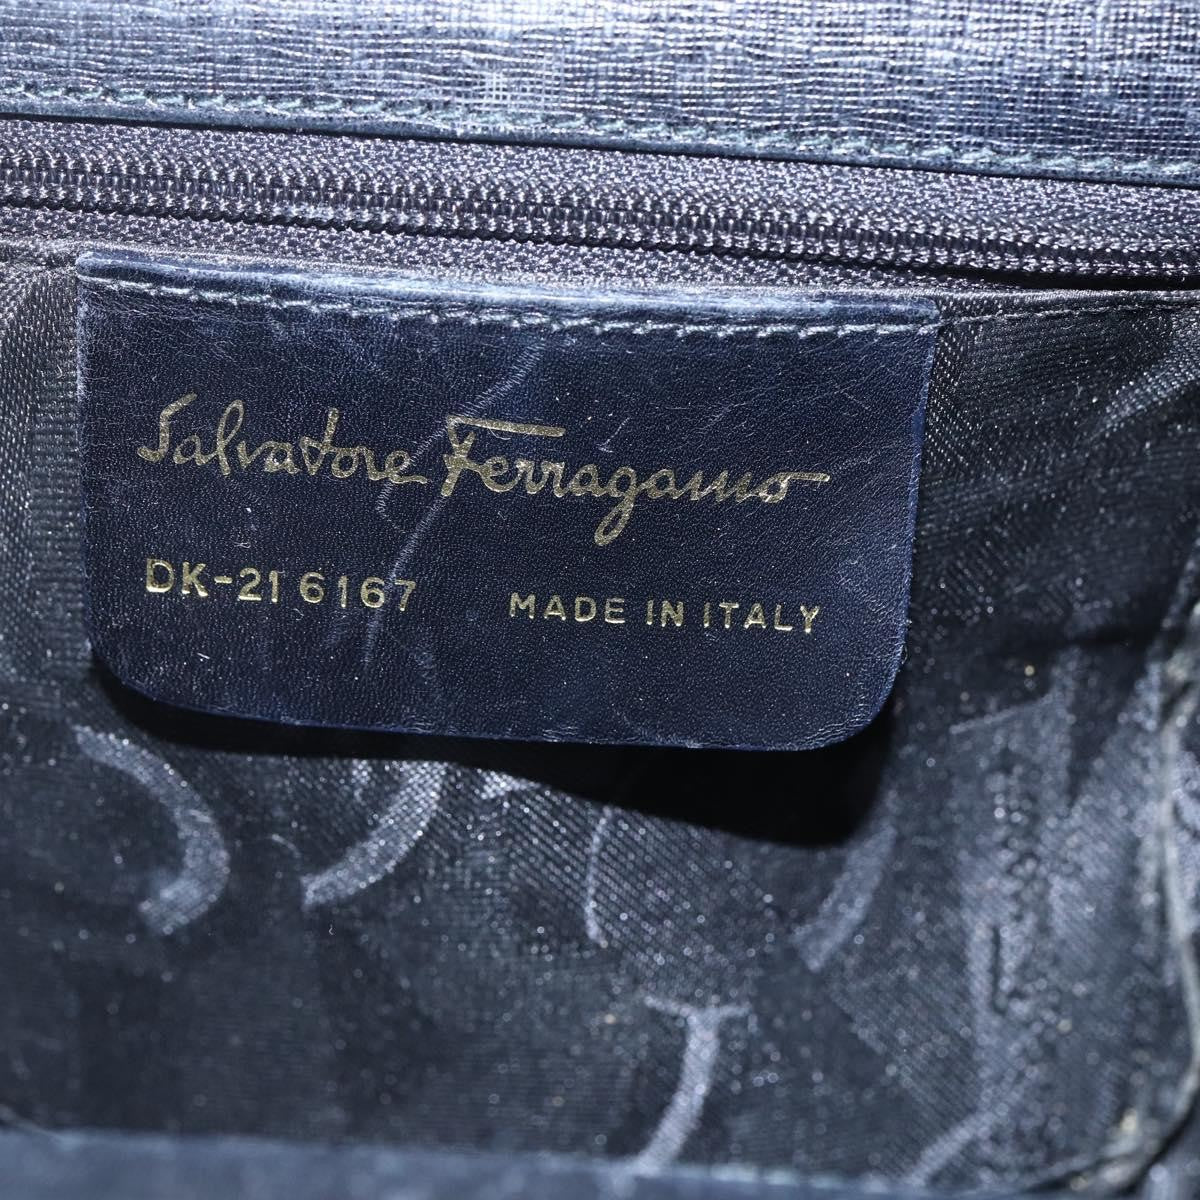 Salvatore Ferragamo
DK-21 6167 MADE IN ITALY